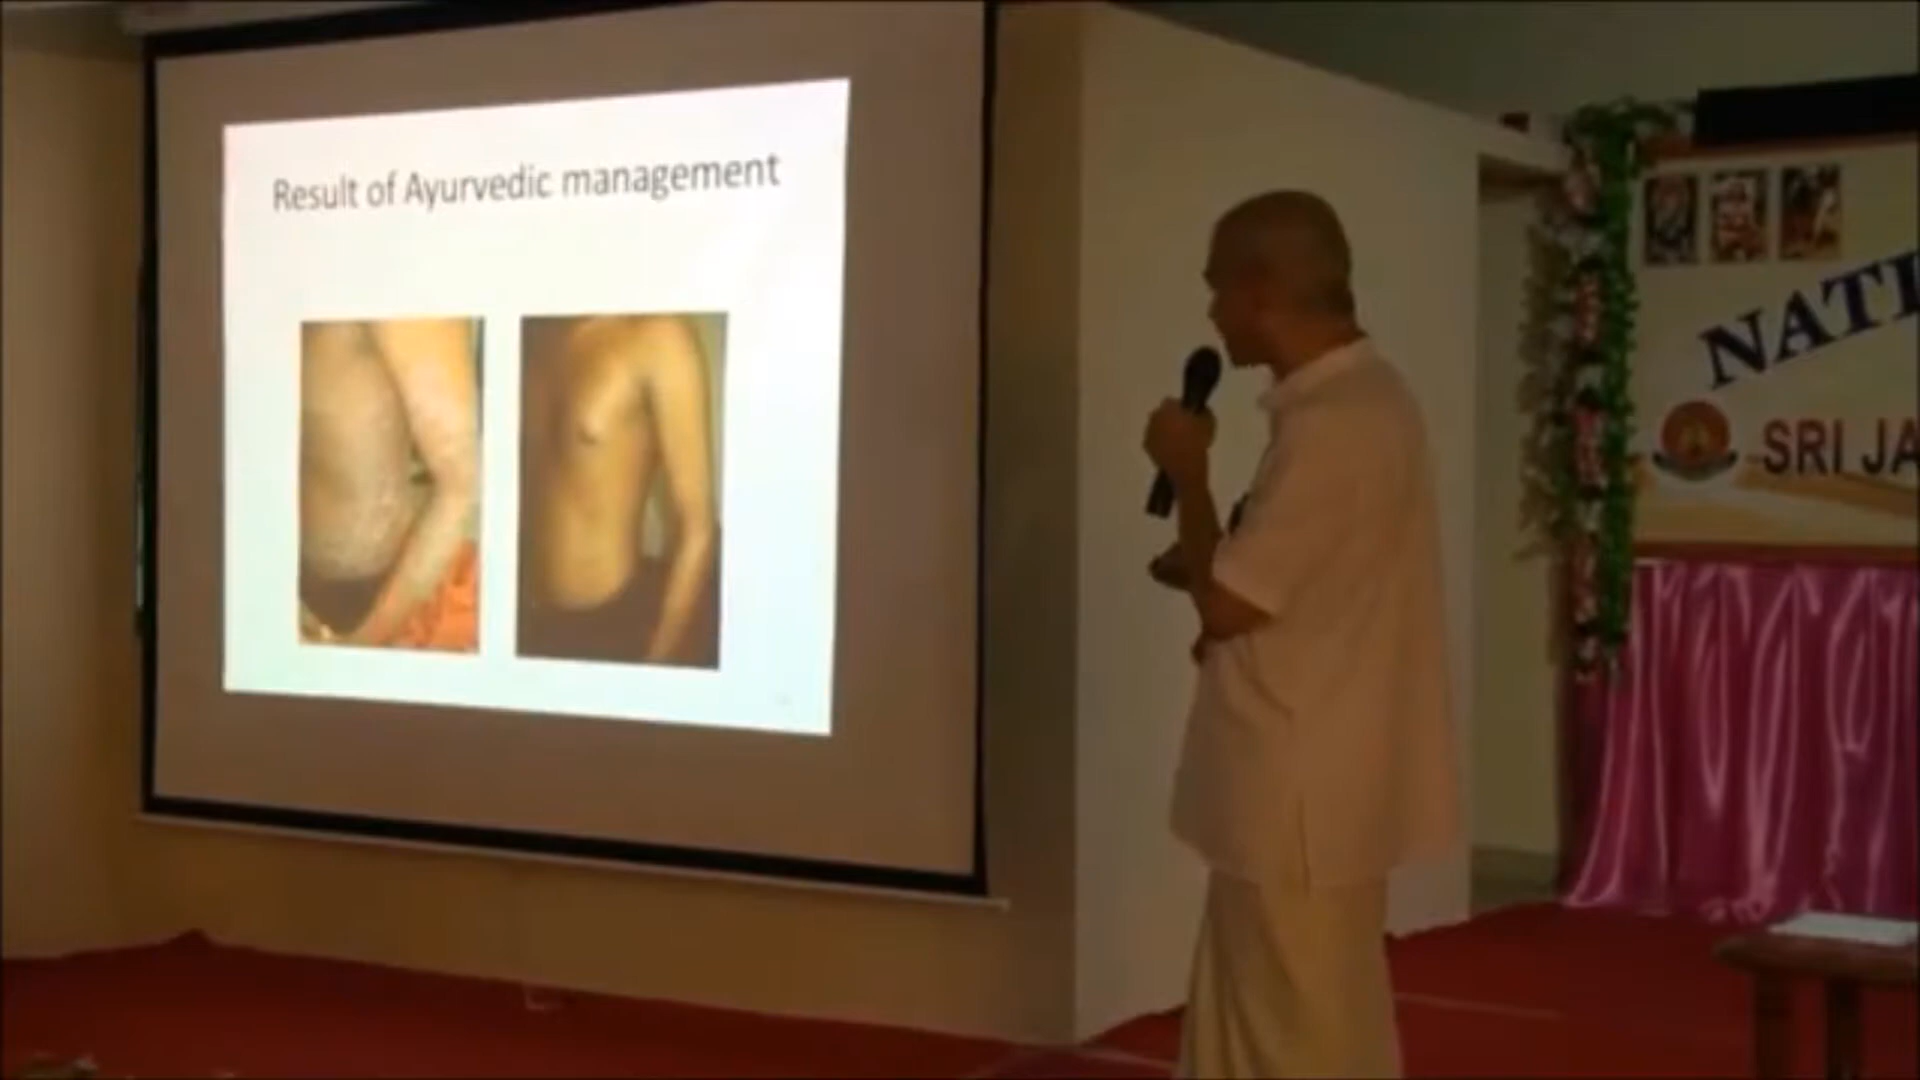 Result of Ayurvedic management
NATI
SRI JA